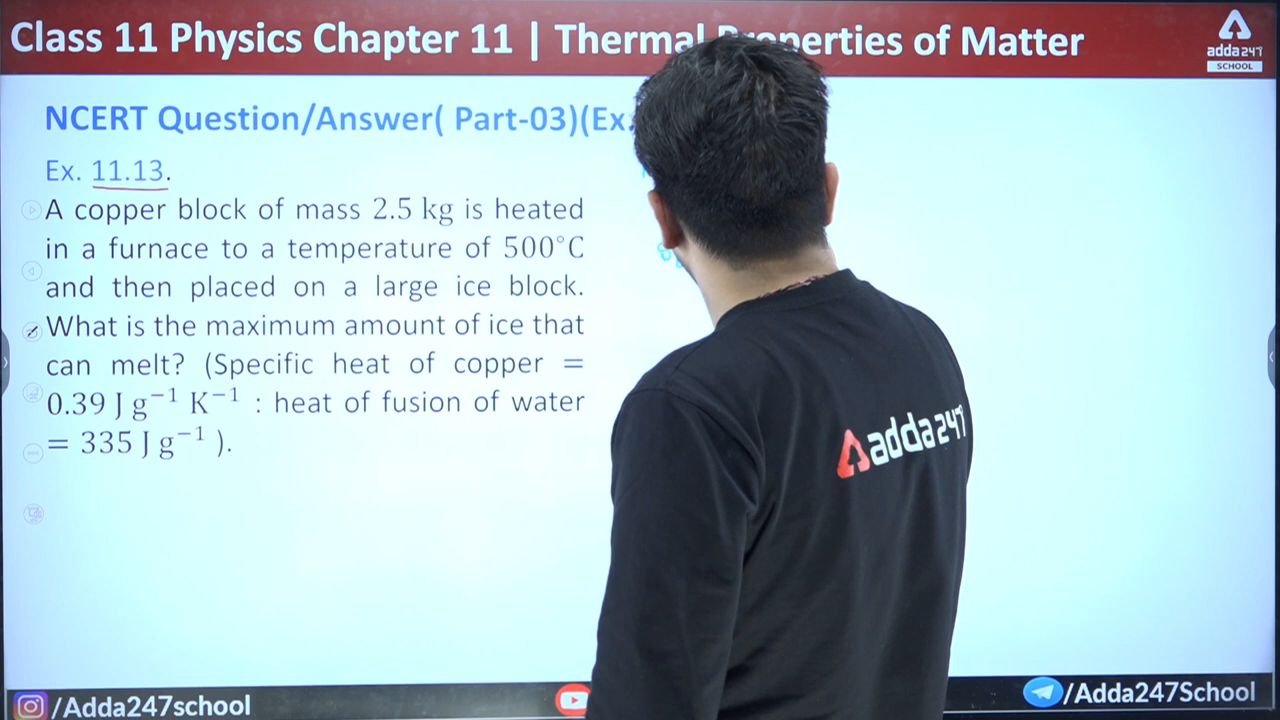 Class 11 Physics Chapter 11 | Thermal Properties of Matter
adda247
SCHOOL
NCERT Question/Answer( Part-03)(Ex.
Ex. 11.13.
A copper block of mass 2.5 kg is heated
in a furnace to a temperature of 500°C
and then placed on a large ice block.
What is the maximum amount of ice that
can melt? (Specific heat of copper =
0.39 J g⁻¹ K⁻¹ : heat of fusion of water
= 335 J g⁻¹ ).
adda247
/Adda247school
/Adda247School